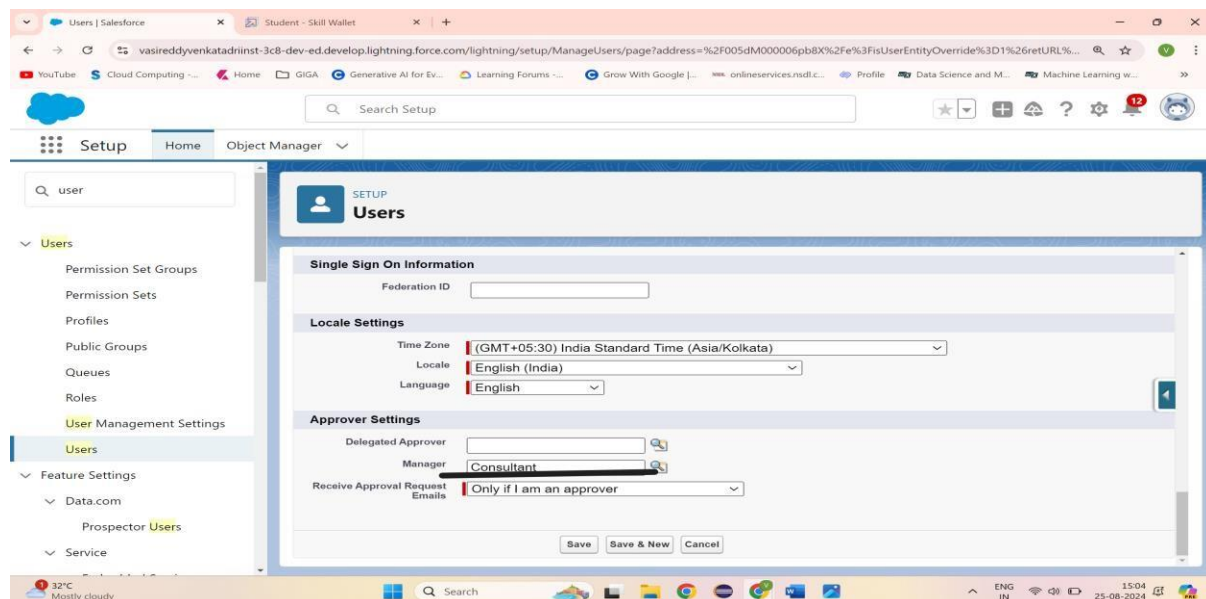 Users | Salesforce
Student - Skill Wallet
vasireddyvenkatadriinst-3c8-dev-ed.develop.lightning.force.com/lightning/setup/ManageUsers/page?address=%2F005dM000006pb8X%2Fe%3FisUserEntityOverride%3D1%26retURL%...
YouTube
Cloud Computing -...
Home
GIGA
Generative AI for Ev...
Learning Forums -...
Grow With Google |...
onlineservices.nsdl.c...
Profile
Data Science and M...
Machine Learning w...
Search Setup
12
Setup
Home
Object Manager
user
SETUP
Users
Users
Permission Set Groups
Permission Sets
Profiles
Public Groups
Queues
Roles
User Management Settings
Users
Feature Settings
Data.com
Prospector Users
Service
Single Sign On Information
Federation ID
Locale Settings
Time Zone
(GMT+05:30) India Standard Time (Asia/Kolkata)
Locale
English (India)
Language
English
Approver Settings
Delegated Approver
Manager
Consultant
Receive Approval Request
Emails
Only if I am an approver
Save
Save & New
Cancel
1
32°C
Mostly cloudy
Search
ENG
IN
15:04
25-08-2024